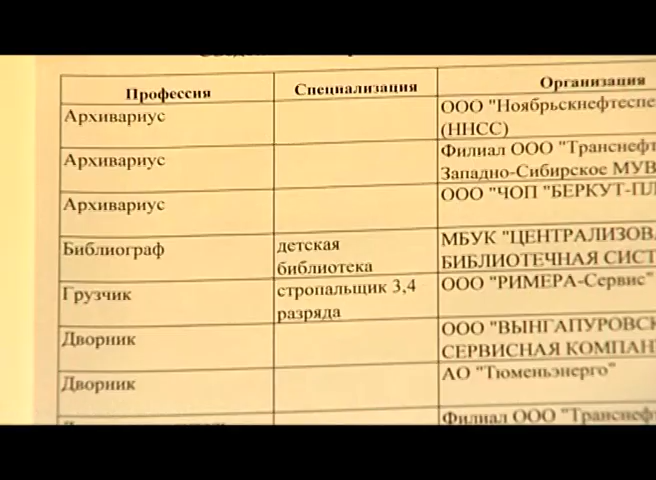 Профессия Специализация Организация
Архивариус ООО "Ноябрьскнефтеспе
(ННСС)
Архивариус Филиал ООО "Транснефт
Западно-Сибирское МУВ
Архивариус ООО "ЧОП "БЕРКУТ-ПЛ
Библиограф детская библиотека МБУК "ЦЕНТРАЛИЗОВА
БИБЛИОТЕЧНАЯ СИСТ
Грузчик стропальщик 3,4 разряда ООО "РИМЕРА-Сервис"
Дворник ООО "ВЫНГАПУРОВСК
СЕРВИСНАЯ КОМПАН
Дворник АО "Тюменьэнерго"
Филиал ООО "Транснефт